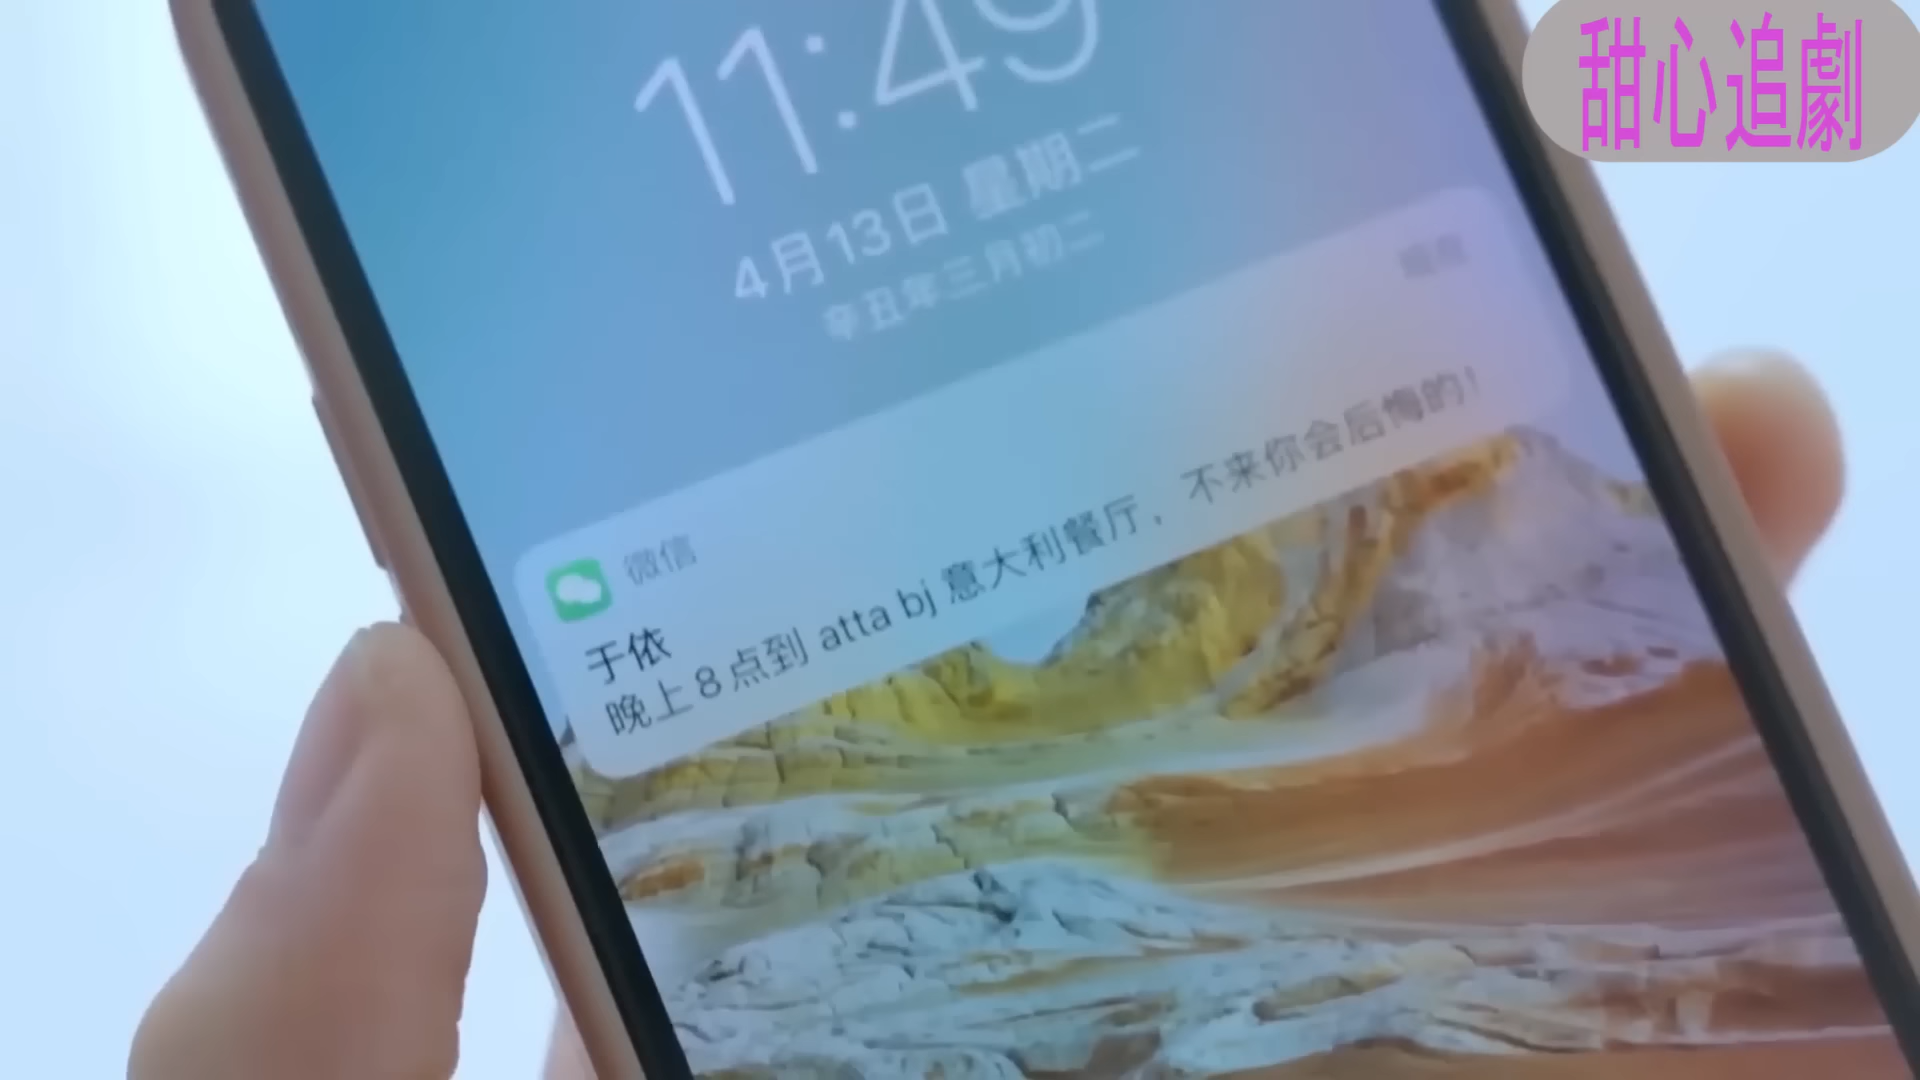 甜心追劇
11:49
4月13日 星期二
辛丑年三月初二
微信
于依
晚上8点到 atta bj 意大利餐厅，不来你会后悔的！